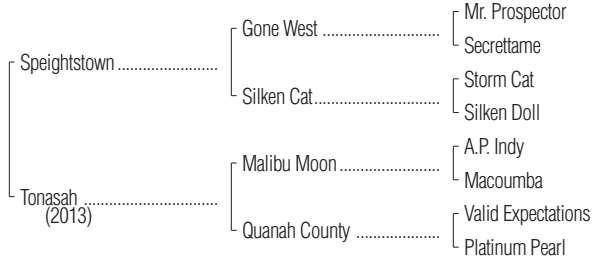 Mr. Prospector
Gone West ........................
Secrettame
Speightstown ........................
Storm Cat
Silken Cat..........................
Silken Doll
A.P. Indy
Malibu Moon ....................
Macoumba
Tonasah ................................
(2013)
Valid Expectations
Quanah County .................
Platinum Pearl